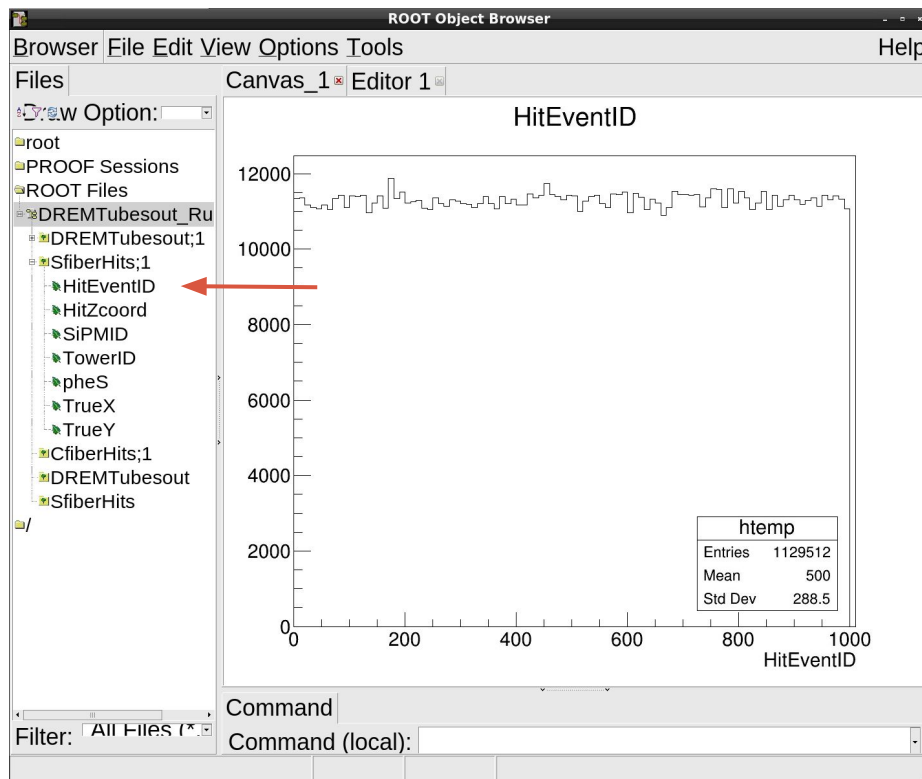 ROOT Object Browser
Browser File Edit View Options Tools Help
Files
Canvas_1 Editor 1
Draw Option:
root
PROOF Sessions
ROOT Files
DREMTubesout_Ru
DREMTubesout;1
SfiberHits;1
HitEventID
HitZcoord
SiPMID
TowerID
pheS
TrueX
TrueY
CfiberHits;1
DREMTubesout
SfiberHits
/
Filter: All Files (*.
HitEventID
12000
10000
8000
6000
4000
2000
0
0 200 400 600 800 1000
HitEventID
htemp
Entries 1129512
Mean 500
Std Dev 288.5
Command
Command (local):